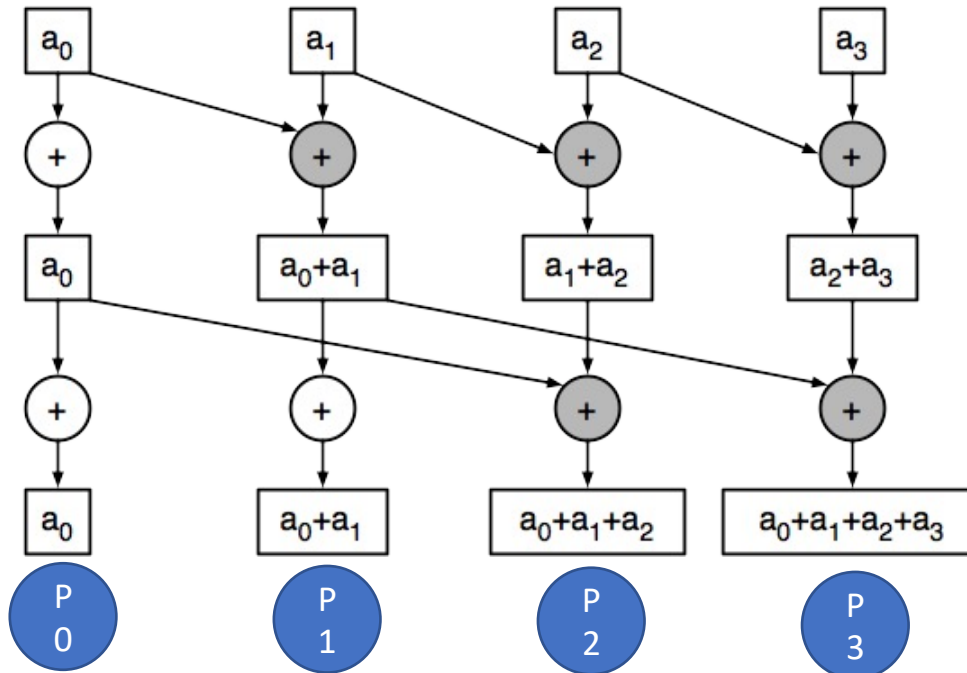 a₀ a₁ a₂ a₃
+ + + +
a₀ a₀+a₁ a₁+a₂ a₂+a₃
+ + + +
a₀ a₀+a₁ a₀+a₁+a₂ a₀+a₁+a₂+a₃
P P P P
0 1 2 3